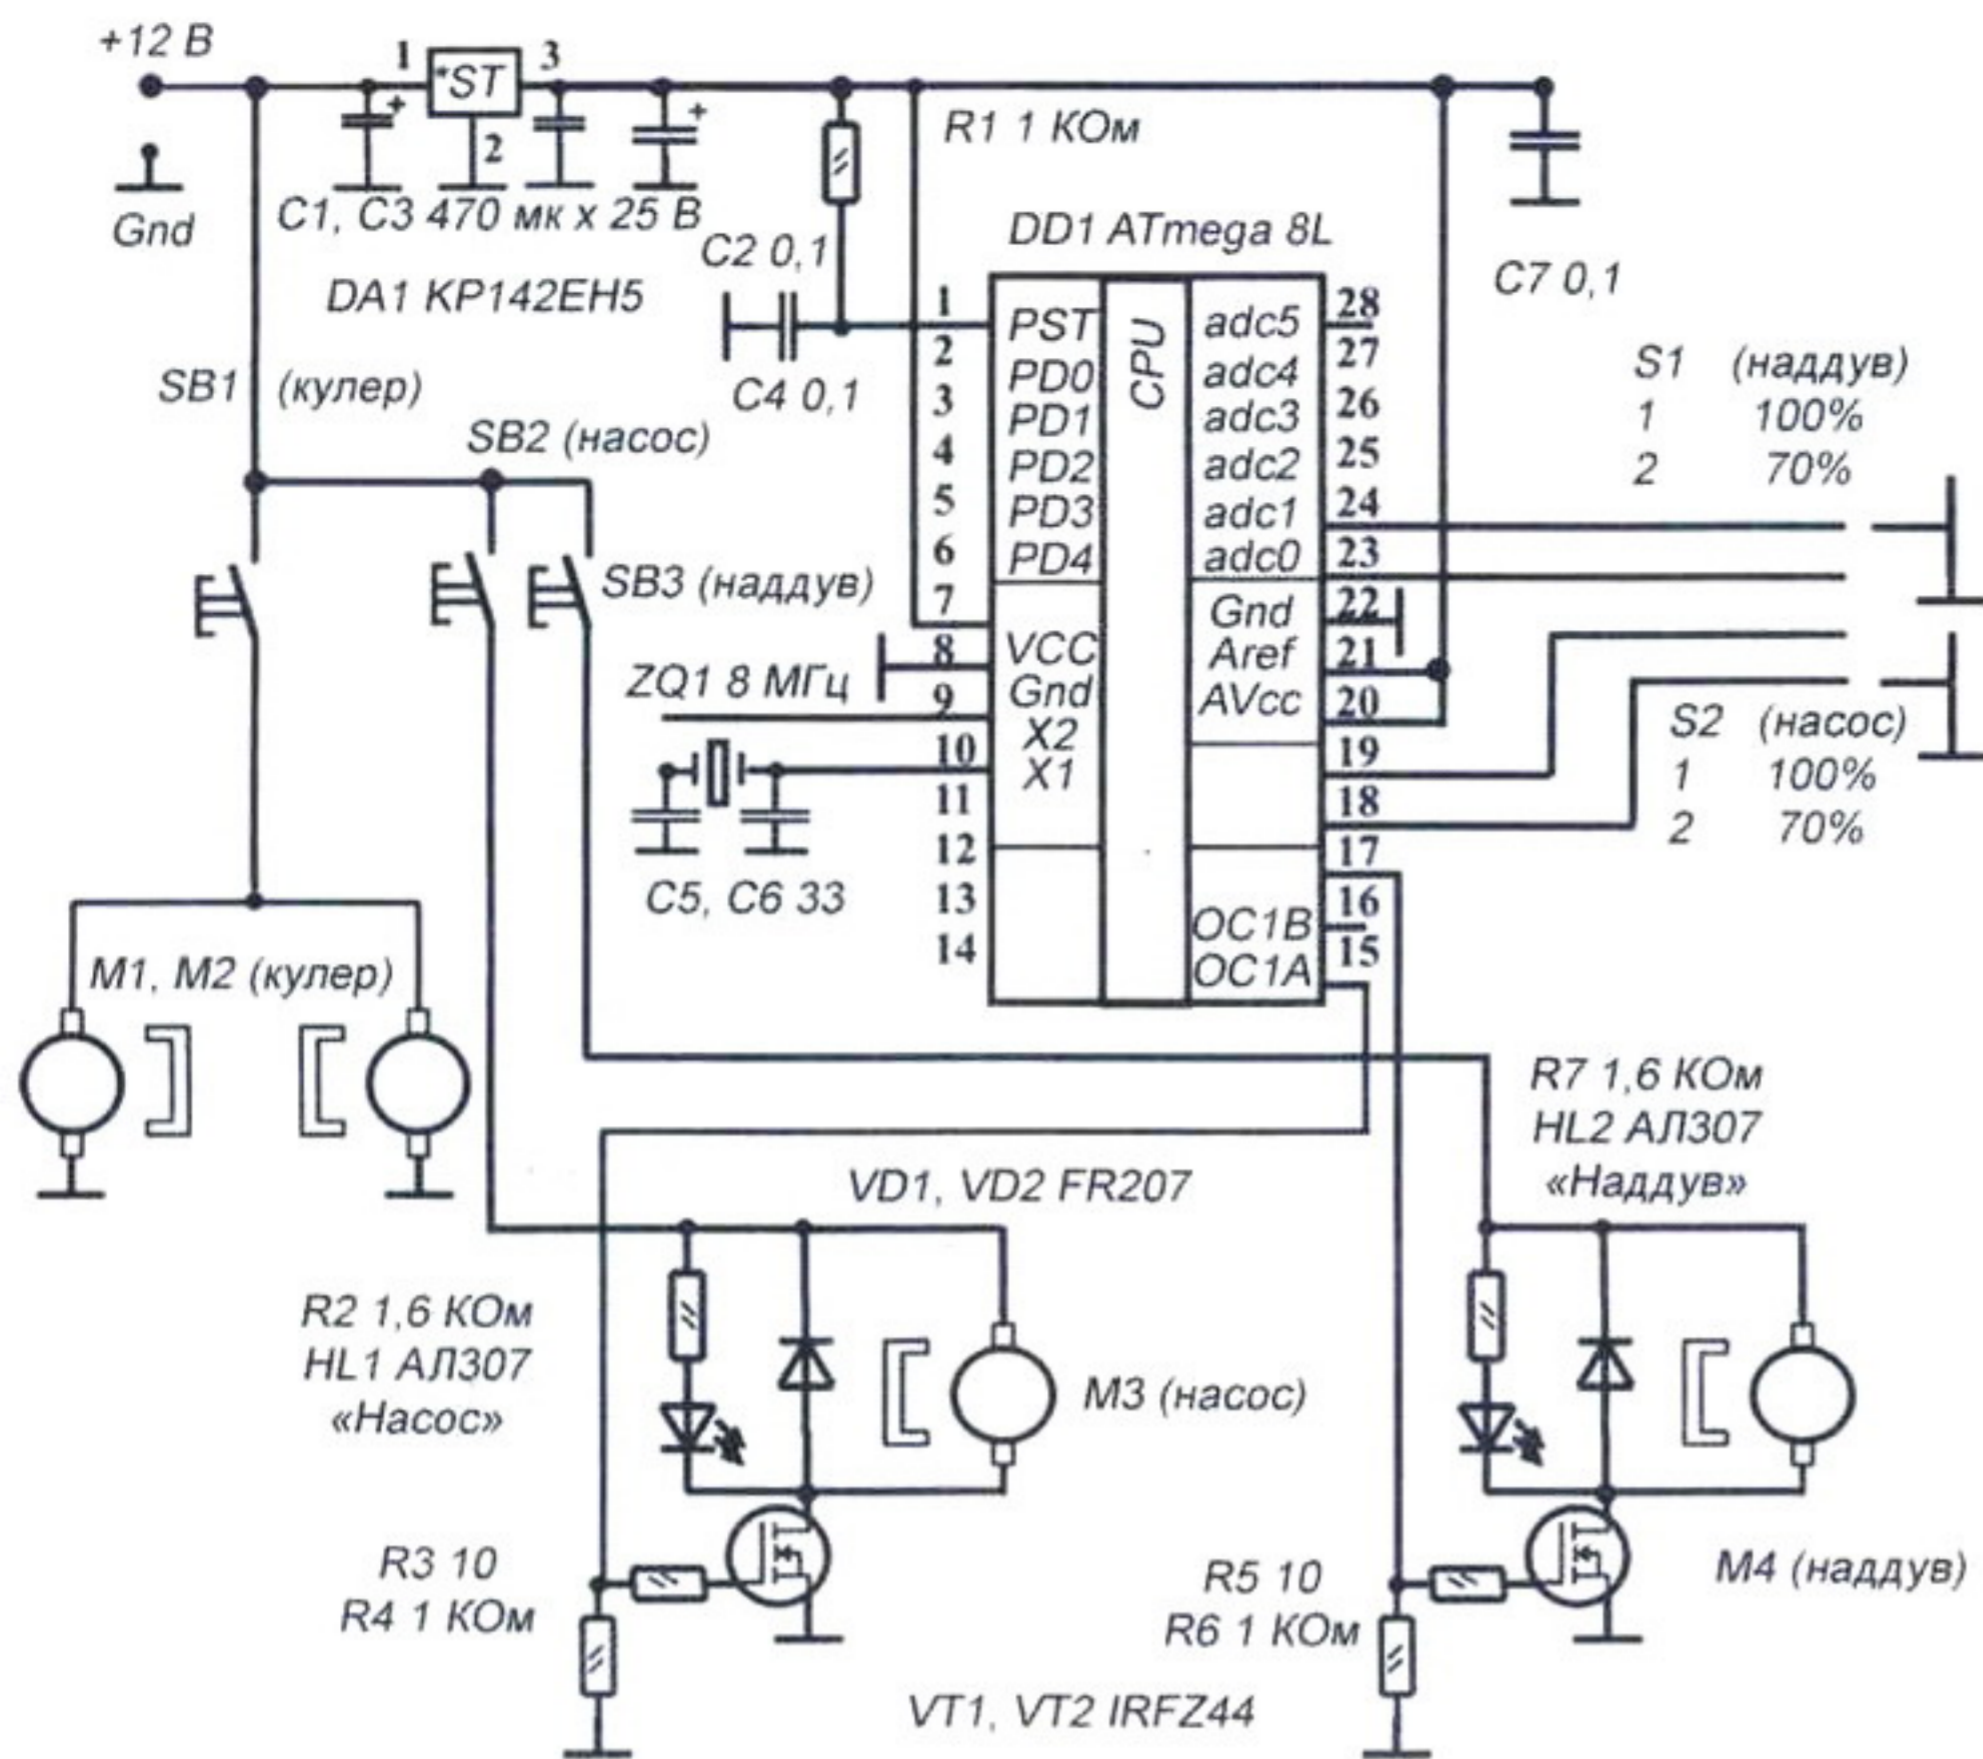 +12 В
1
*ST
3
+
+
2
Gnd
C1, C3 470 мк х 25 В
R1 1 КОм
C2 0,1
DA1 КР142ЕН5
DD1 ATmega 8L
C7 0,1
C4 0,1
SB1 (кулер)
SB2 (насос)
SB3 (наддув)
ZQ1 8 МГц
C5, C6 33
1
2
3
4
5
6
7
8
9
10
11
12
13
14
PST
PD0
PD1
PD2
PD3
PD4
VCC
Gnd
X2
X1
CPU
adc5
adc4
adc3
adc2
adc1
adc0
Gnd
Aref
AVcc
OC1B
OC1A
28
27
26
25
24
23
22
21
20
19
18
17
16
15
S1 (наддув)
1 100%
2 70%
S2 (насос)
1 100%
2 70%
M1, M2 (кулер)
R7 1,6 КОм
HL2 АЛ307
«Наддув»
VD1, VD2 FR207
R2 1,6 КОм
HL1 АЛ307
«Насос»
M3 (насос)
R3 10
R4 1 КОм
R5 10
R6 1 КОм
M4 (наддув)
VT1, VT2 IRFZ44